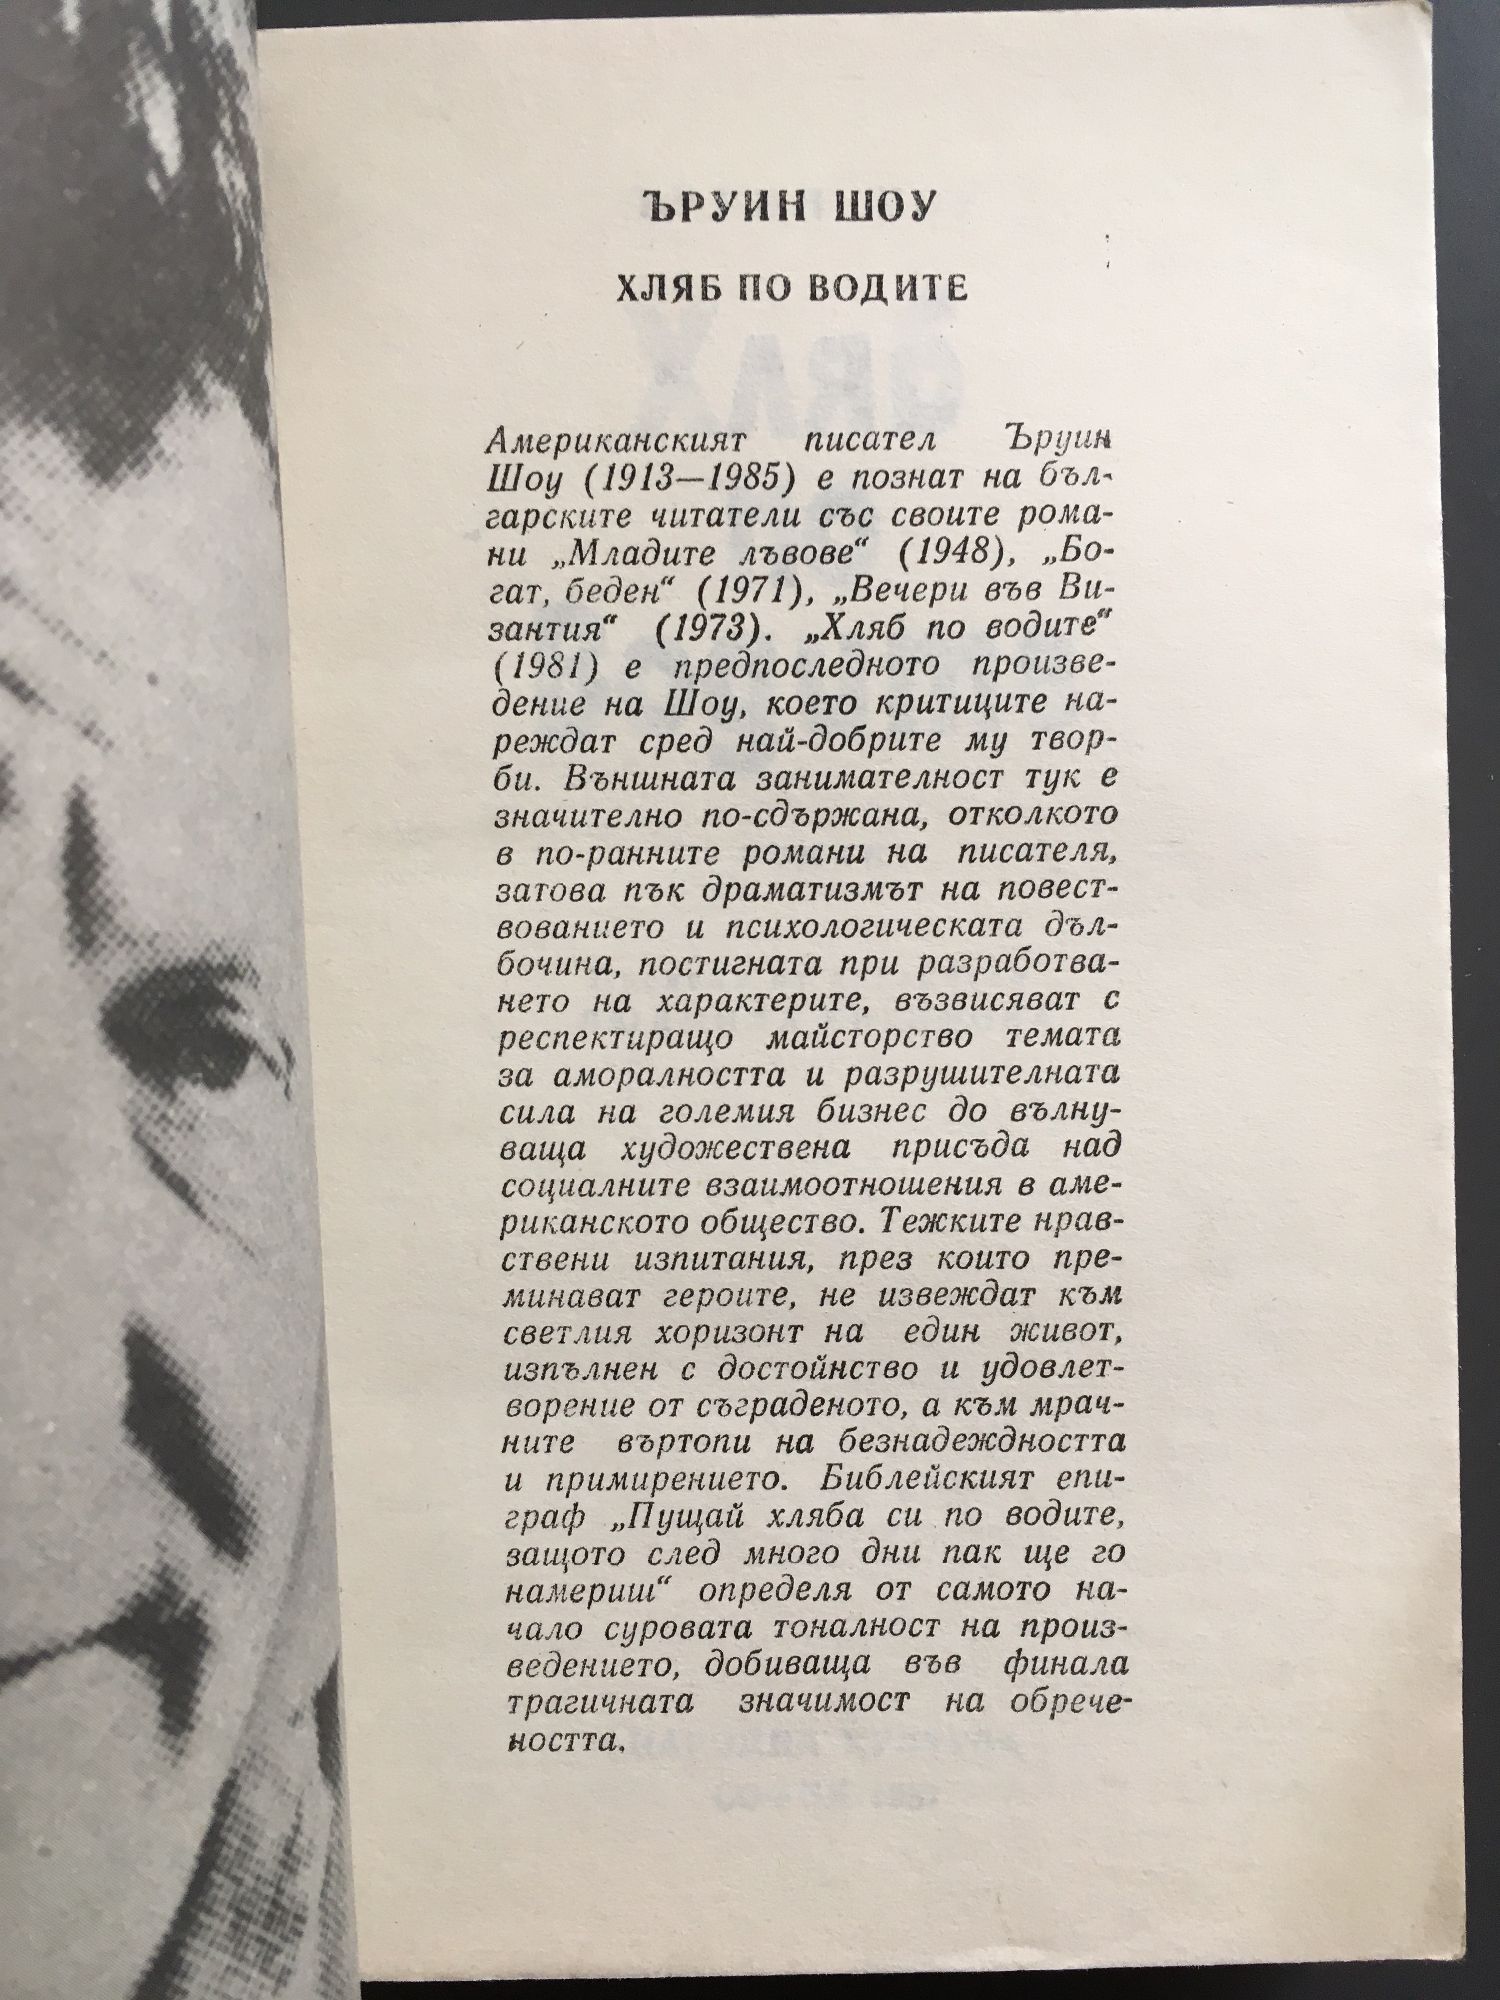 ЪРУИН ШОУ
ХЛЯБ ПО ВОДИТЕ
Американският писател Ъруин
Шоу (1913—1985) е познат на бъл-
гарските читатели със своите рома-
ни „Младите лъвове“ (1948), „Бо-
гат, беден“ (1971), „Вечери във Ви-
зантия“ (1973). „Хляб по водите“
(1981) е предпоследното произве-
дение на Шоу, което критиците на-
реждат сред най-добрите му твор-
би. Външната занимателност тук е
значително по-сдържана, отколкото
в по-ранните романи на писателя,
затова пък драматизмът на повест-
вованието и психологическата дъл-
бочина, постигната при разработва-
нето на характерите, възвисяват с
респектиращо майсторство темата
за аморалността и разрушителната
сила на големия бизнес до вълну-
ваща художествена присъда над
социалните взаимоотношения в аме-
риканското общество. Тежките нрав-
ствени изпитания, през които пре-
минават героите, не извеждат към
светлия хоризонт на един живот,
изпълнен с достойнство и удовлет-
ворение от съграденото, а към мрач-
ните въртопи на безнадеждността
и примирението. Библейският епи-
граф „Пущай хляба си по водите,
защото след много дни пак ще го
намериш“ определя от самото на-
чало суровата тоналност на произ-
ведението, добиваща във финала
трагичната значимост на обрече-
ността.